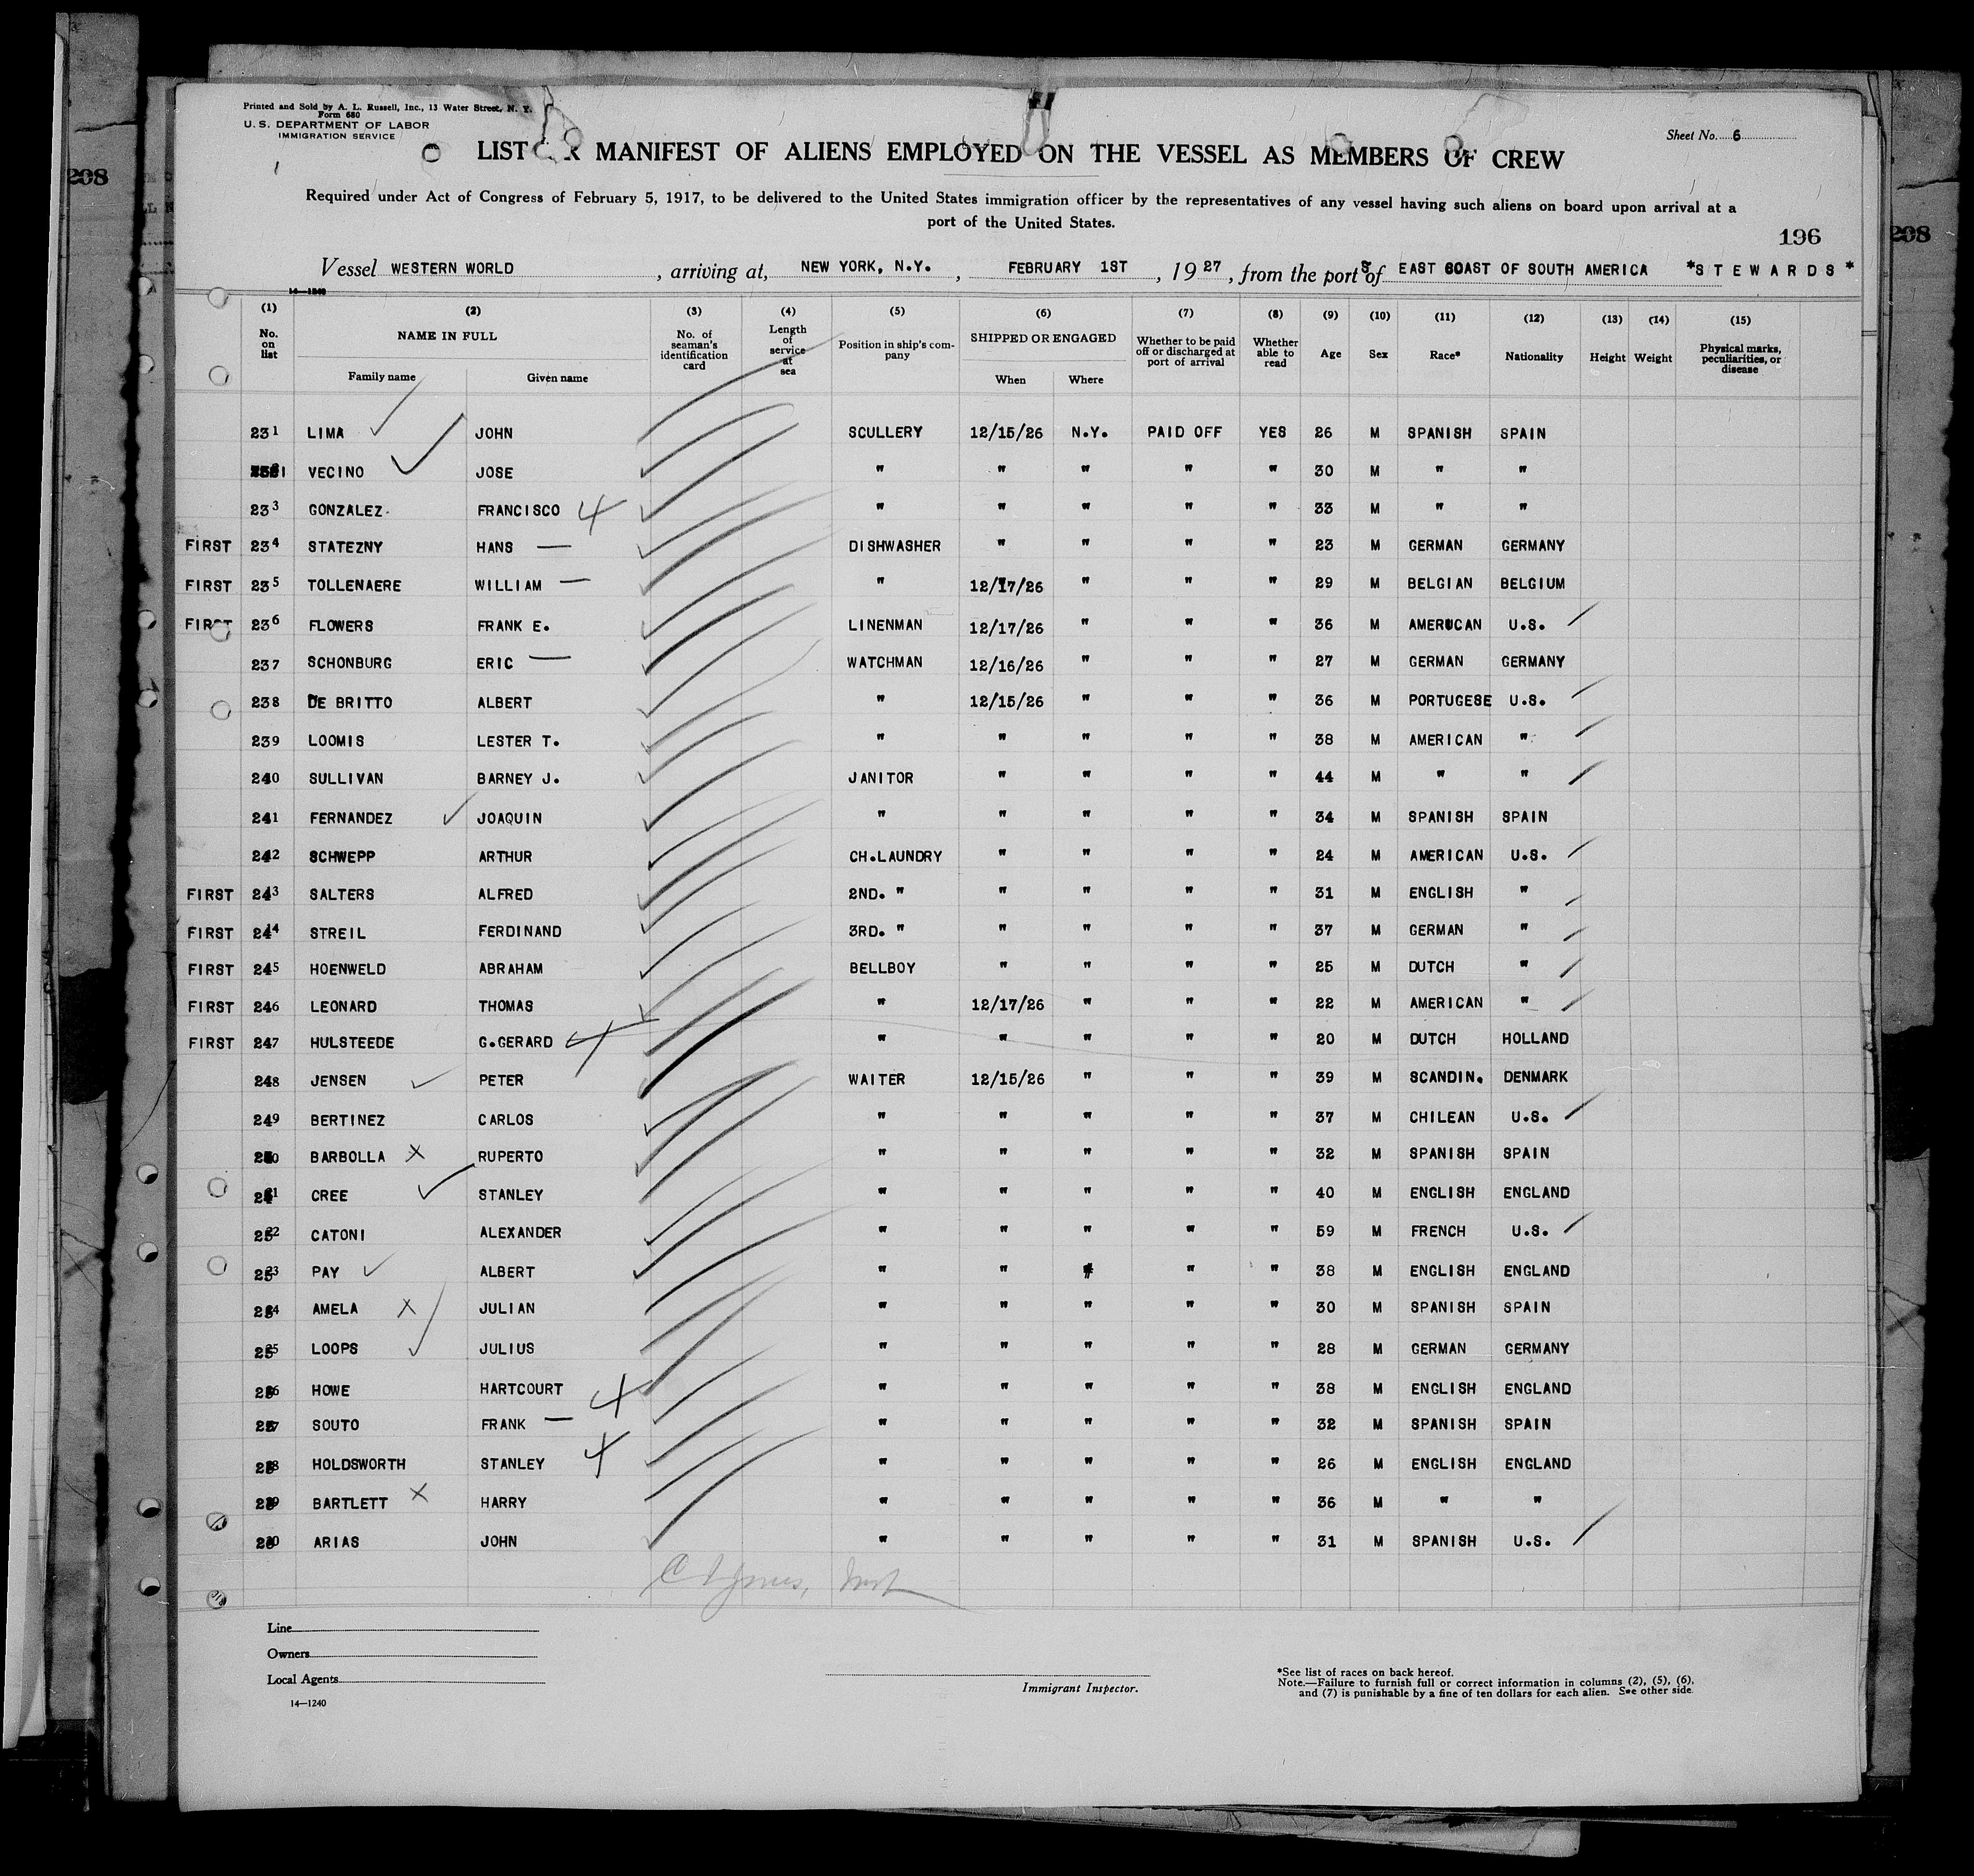 Printed and Sold by A. L. Russell, Inc., 13 Water Street, N. Y.
Form 680
U. S. DEPARTMENT OF LABOR
IMMIGRATION SERVICE
Sheet No. 6
LIST OR MANIFEST OF ALIENS EMPLOYED ON THE VESSEL AS MEMBERS OF CREW
Required under Act of Congress of February 5, 1917, to be delivered to the United States immigration officer by the representatives of any vessel having such aliens on board upon arrival at a
port of the United States.
196
208
208
Vessel WESTERN WORLD, arriving at, NEW YORK, N.Y., FEBRUARY 1ST, 1927, from the portS of EAST COAST OF SOUTH AMERICA *STEWARDS*
14—1240
(1) (2) (3) (4) (5) (6) (7) (8) (9) (10) (11) (12) (13) (14) (15)
No. on list NAME IN FULL Family name Given name No. of seaman's identification card Length of service at sea Position in ship's company SHIPPED OR ENGAGED When Where Whether to be paid off or discharged at port of arrival Whether able to read Age Sex Race* Nationality Height Weight Physical marks, peculiarities, or disease
231 LIMA JOHN SCULLERY 12/15/26 N.Y. PAID OFF YES 26 M SPANISH SPAIN
VECINO JOSE " " " " " 30 M " "
233 GONZALEZ FRANCISCO 4 " " " " " 33 M " "
FIRST 234 STATEZNY HANS — DISHWASHER " " " " 23 M GERMAN GERMANY
FIRST 235 TOLLENAERE WILLIAM — " 12/17/26 " " " 29 M BELGIAN BELGIUM
FIRST 236 FLOWERS FRANK E. LINENMAN 12/17/26 " " " 36 M AMERUCAN U.S.
237 SCHONBURG ERIC — WATCHMAN 12/16/26 " " " 27 M GERMAN GERMANY
238 DE BRITTO ALBERT " 12/15/26 " " " 36 M PORTUGESE U.S.
239 LOOMIS LESTER T. " " " " " 38 M AMERICAN "
240 SULLIVAN BARNEY J. JANITOR " " " " 44 M " "
241 FERNANDEZ JOAQUIN " " " " " 34 M SPANISH SPAIN
242 SCHWEPP ARTHUR CH.LAUNDRY " " " " 24 M AMERICAN U.S.
FIRST 243 SALTERS ALFRED 2ND. " " " " " 31 M ENGLISH "
FIRST 244 STREIL FERDINAND 3RD. " " " " " 37 M GERMAN "
FIRST 245 HOENWELD ABRAHAM BELLBOY " " " " 25 M DUTCH "
FIRST 246 LEONARD THOMAS " 12/17/26 " " " 22 M AMERICAN "
FIRST 247 HULSTEEDE G.GERARD " " " " " 20 M DUTCH HOLLAND
248 JENSEN PETER WAITER 12/15/26 " " " 39 M SCANDIN. DENMARK
249 BERTINEZ CARLOS " " " " " 37 M CHILEAN U.S.
250 BARBOLLA X RUPERTO " " " " " 32 M SPANISH SPAIN
251 CREE STANLEY " " " " " 40 M ENGLISH ENGLAND
252 CATONI ALEXANDER " " " " " 59 M FRENCH U.S.
253 PAY ALBERT " " " " " 38 M ENGLISH ENGLAND
254 AMELA X JULIAN " " " " " 30 M SPANISH SPAIN
255 LOOPS JULIUS " " " " " 28 M GERMAN GERMANY
256 HOWE HARTCOURT 4 " " " " " 38 M ENGLISH ENGLAND
257 SOUTO FRANK — " " " " " 32 M SPANISH SPAIN
258 HOLDSWORTH STANLEY 4 " " " " " 26 M ENGLISH ENGLAND
259 BARTLETT X HARRY " " " " " 36 M " "
260 ARIAS JOHN " " " " " 31 M SPANISH U.S.
Line
Owners
Local Agents
14—1240
Immigrant Inspector.
*See list of races on back hereof.
Note.—Failure to furnish full or correct information in columns (2), (5), (6),
and (7) is punishable by a fine of ten dollars for each alien. See other side.